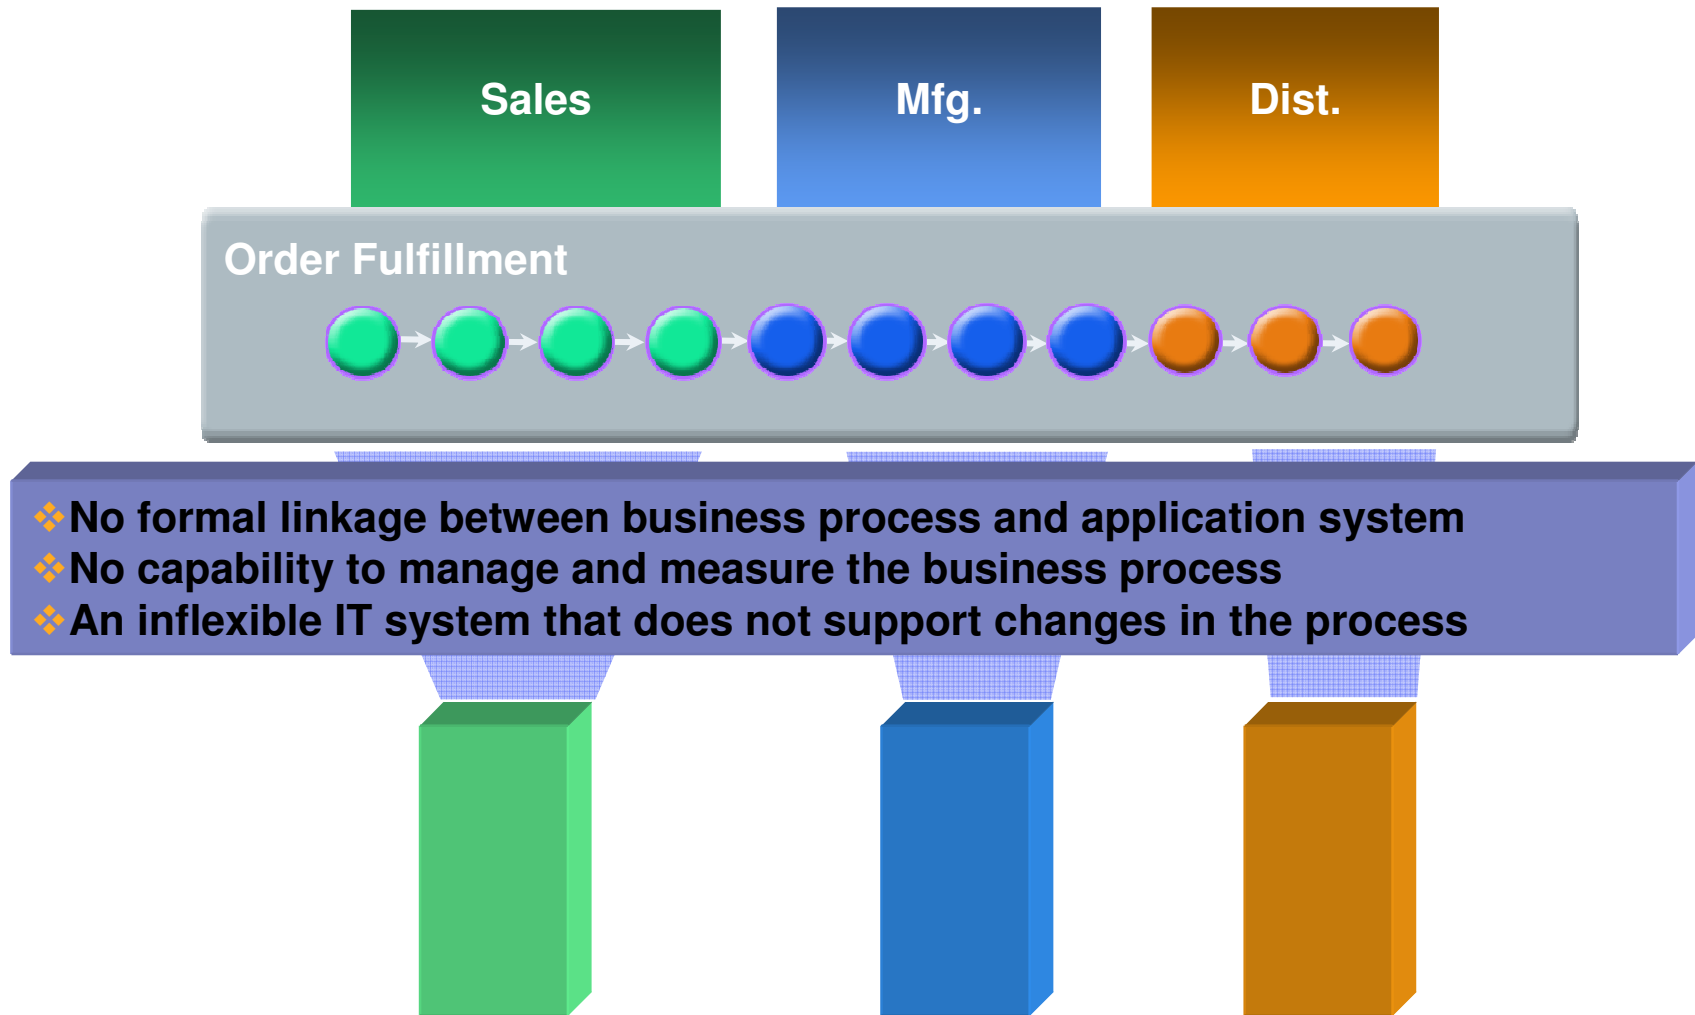 Sales
Mfg.
Dist.
Order Fulfillment
No formal linkage between business process and application system
No capability to manage and measure the business process
An inflexible IT system that does not support changes in the process